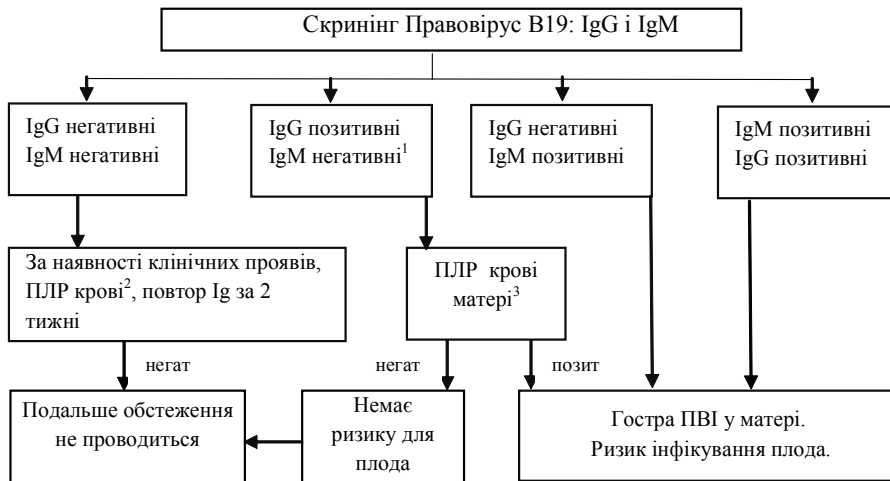 Скринінг Правовірус В19: IgG і IgM
IgG негативні
IgM негативні
IgG позитивні
IgM негативні¹
IgG негативні
IgM позитивні
IgM позитивні
IgG позитивні
За наявності клінічних проявів,
ПЛР крові², повтор Ig за 2
тижні
ПЛР крові
матері³
негат
негат
позит
Подальше обстеження
не проводиться
Немає
ризику для
плода
Гостра ПВІ у матері.
Ризик інфікування плода.